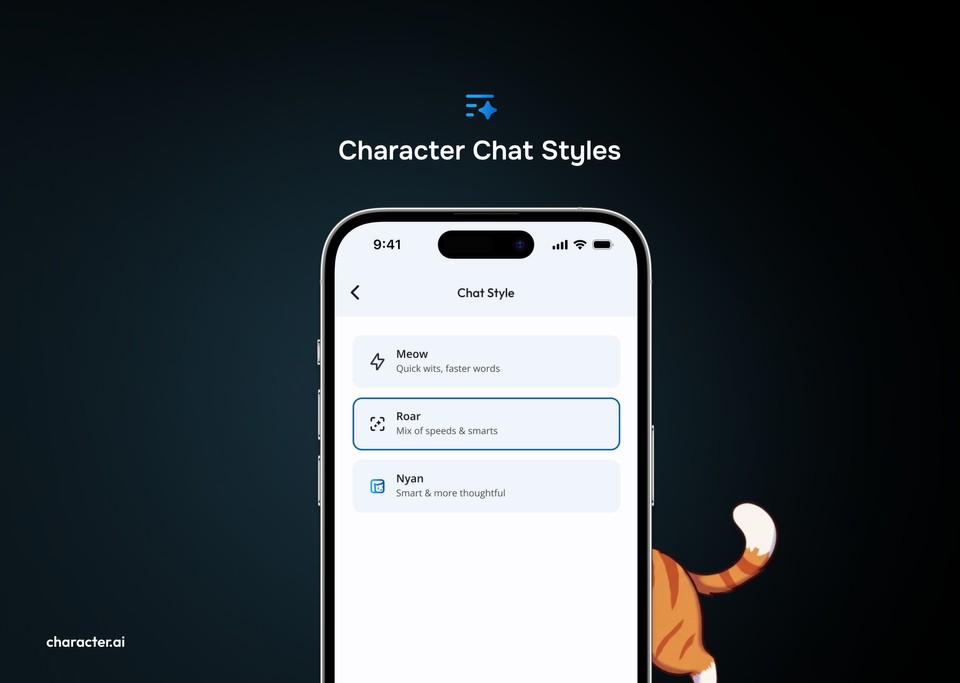 Character Chat Styles
9:41
Chat Style
Meow
Quick wits, faster words
Roar
Mix of speeds & smarts
Nyan
Smart & more thoughtful
character.ai